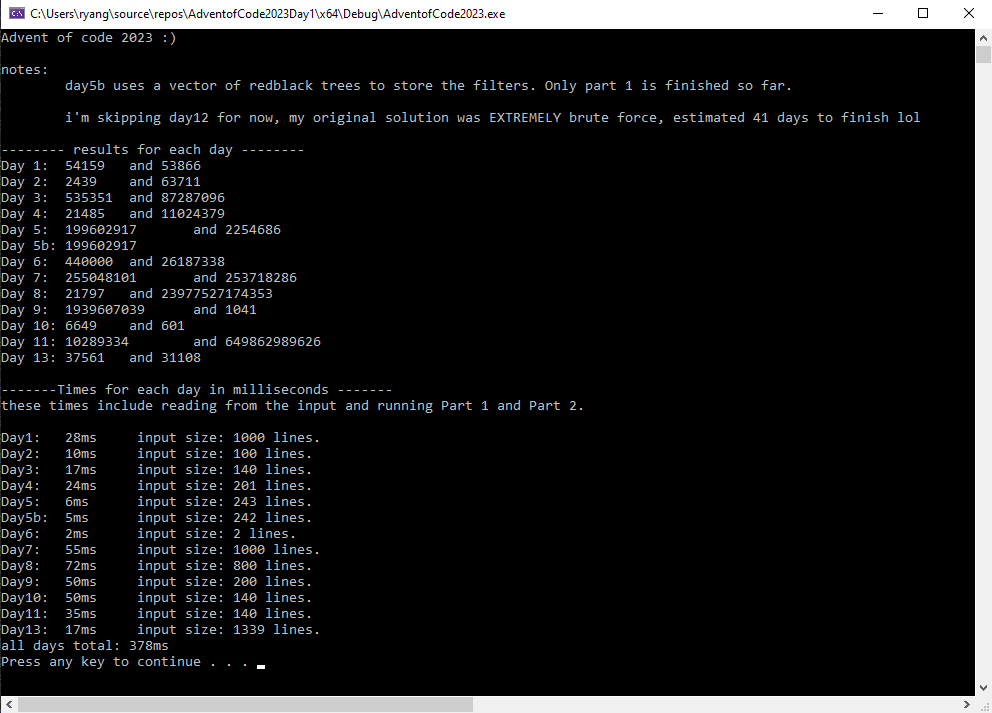 C:\Users\ryang\source\repos\AdventofCode2023Day1\x64\Debug\AdventofCode2023.exe
Advent of code 2023 :)
notes:
day5b uses a vector of redblack trees to store the filters. Only part 1 is finished so far.
i'm skipping day12 for now, my original solution was EXTREMELY brute force, estimated 41 days to finish lol
-------- results for each day --------
Day 1: 54159 and 53866
Day 2: 2439 and 63711
Day 3: 535351 and 87287096
Day 4: 21485 and 11024379
Day 5: 199602917 and 2254686
Day 5b: 199602917
Day 6: 440000 and 26187338
Day 7: 255048101 and 253718286
Day 8: 21797 and 23977527174353
Day 9: 1939607039 and 1041
Day 10: 6649 and 601
Day 11: 10289334 and 649862989626
Day 13: 37561 and 31108
-------Times for each day in milliseconds -------
these times include reading from the input and running Part 1 and Part 2.
Day1: 28ms input size: 1000 lines.
Day2: 10ms input size: 100 lines.
Day3: 17ms input size: 140 lines.
Day4: 24ms input size: 201 lines.
Day5: 6ms input size: 243 lines.
Day5b: 5ms input size: 242 lines.
Day6: 2ms input size: 2 lines.
Day7: 55ms input size: 1000 lines.
Day8: 72ms input size: 800 lines.
Day9: 50ms input size: 200 lines.
Day10: 50ms input size: 140 lines.
Day11: 35ms input size: 140 lines.
Day13: 17ms input size: 1339 lines.
all days total: 378ms
Press any key to continue . . .